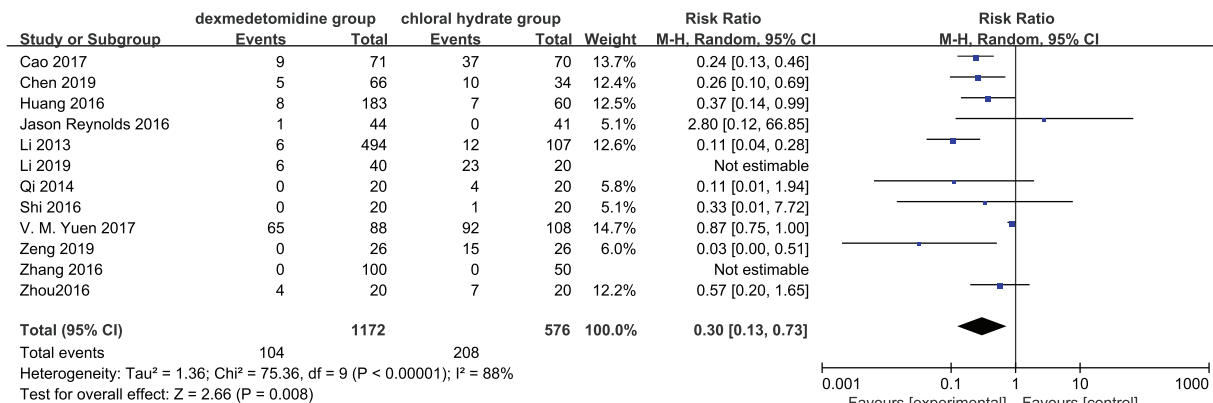 dexmedetomidine group chloral hydrate group Risk Ratio Risk Ratio
Study or Subgroup Events Total Events Total Weight M-H, Random, 95% CI M-H, Random, 95% CI
Cao 2017 9 71 37 70 13.7% 0.24 [0.13, 0.46]
Chen 2019 5 66 10 34 12.4% 0.26 [0.10, 0.69]
Huang 2016 8 183 7 60 12.5% 0.37 [0.14, 0.99]
Jason Reynolds 2016 1 44 0 41 5.1% 2.80 [0.12, 66.85]
Li 2013 6 494 12 107 12.6% 0.11 [0.04, 0.28]
Li 2019 6 40 23 20 Not estimable
Qi 2014 0 20 4 20 5.8% 0.11 [0.01, 1.94]
Shi 2016 0 20 1 20 5.1% 0.33 [0.01, 7.72]
V. M. Yuen 2017 65 88 92 108 14.7% 0.87 [0.75, 1.00]
Zeng 2019 0 26 15 26 6.0% 0.03 [0.00, 0.51]
Zhang 2016 0 100 0 50 Not estimable
Zhou2016 4 20 7 20 12.2% 0.57 [0.20, 1.65]
Total (95% CI) 1172 576 100.0% 0.30 [0.13, 0.73]
Total events 104 208
Heterogeneity: Tau² = 1.36; Chi² = 75.36, df = 9 (P < 0.00001); I² = 88%
Test for overall effect: Z = 2.66 (P = 0.008)
0.001 0.1 1 10 1000
Favours [experimental] Favours [control]